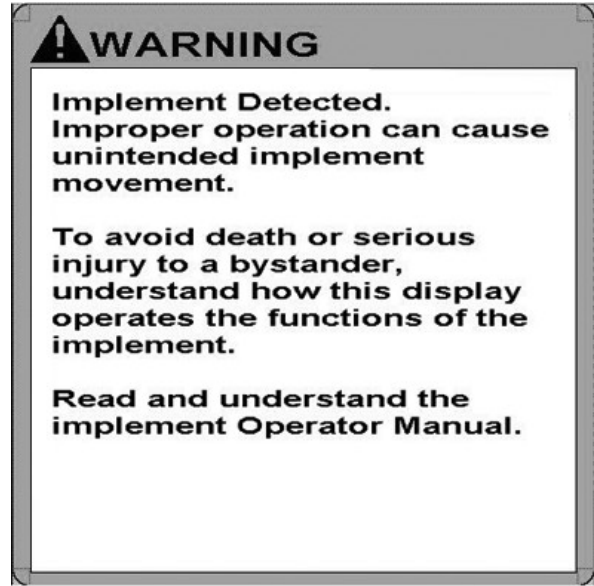 WARNING
Implement Detected.
Improper operation can cause
unintended implement
movement.
To avoid death or serious
injury to a bystander,
understand how this display
operates the functions of the
implement.
Read and understand the
implement Operator Manual.